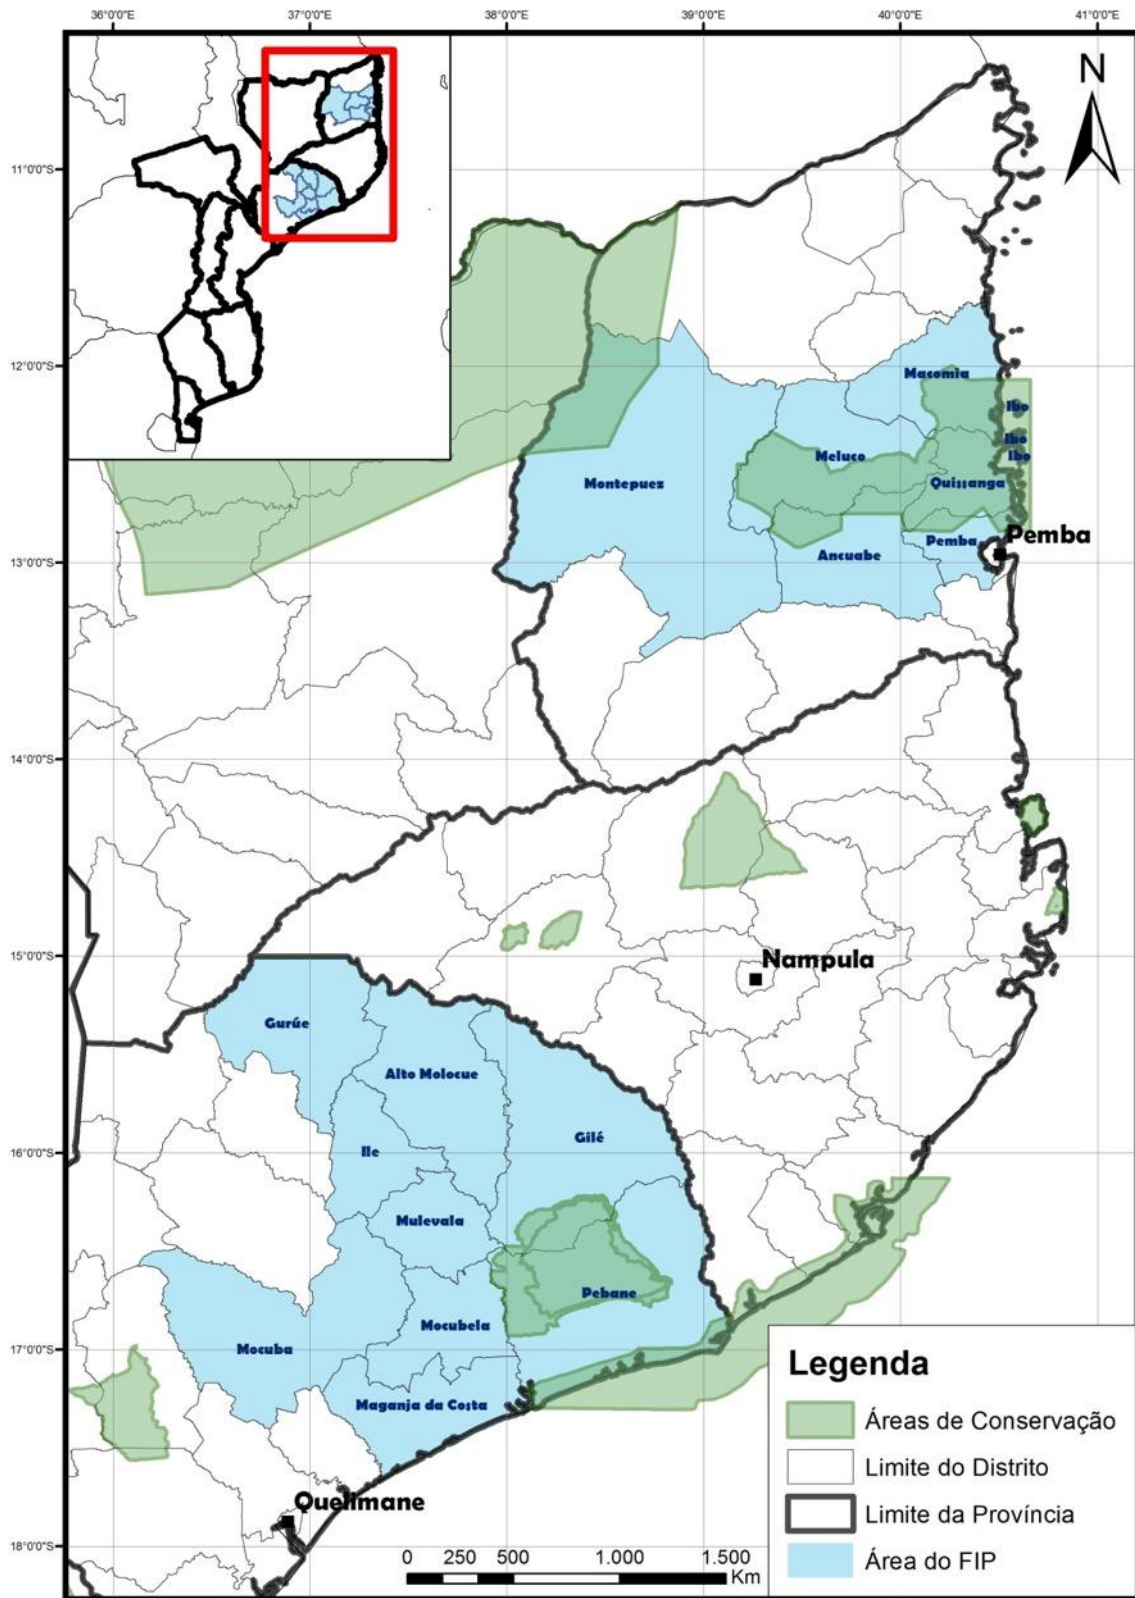 36°0'0"E 37°0'0"E 38°0'0"E 39°0'0"E 40°0'0"E 41°0'0"E
N
11°0'0"S
12°0'0"S
Macomia
Ibo
Ibo
Meluco
Ibo
Montepuez
Quissanga
Pemba
Pemba
Ancuabe
13°0'0"S
14°0'0"S
15°0'0"S
Nampula
Gurúe
Alto Molocue
Gilé
Ile
16°0'0"S
Mulevala
Pebane
Mocubela
Mocuba
17°0'0"S
Maganja da Costa
Quelimane
18°0'0"S
0 250 500 1.000 1.500
Km
Legenda
Áreas de Conservação
Limite do Distrito
Limite da Província
Área do FIP